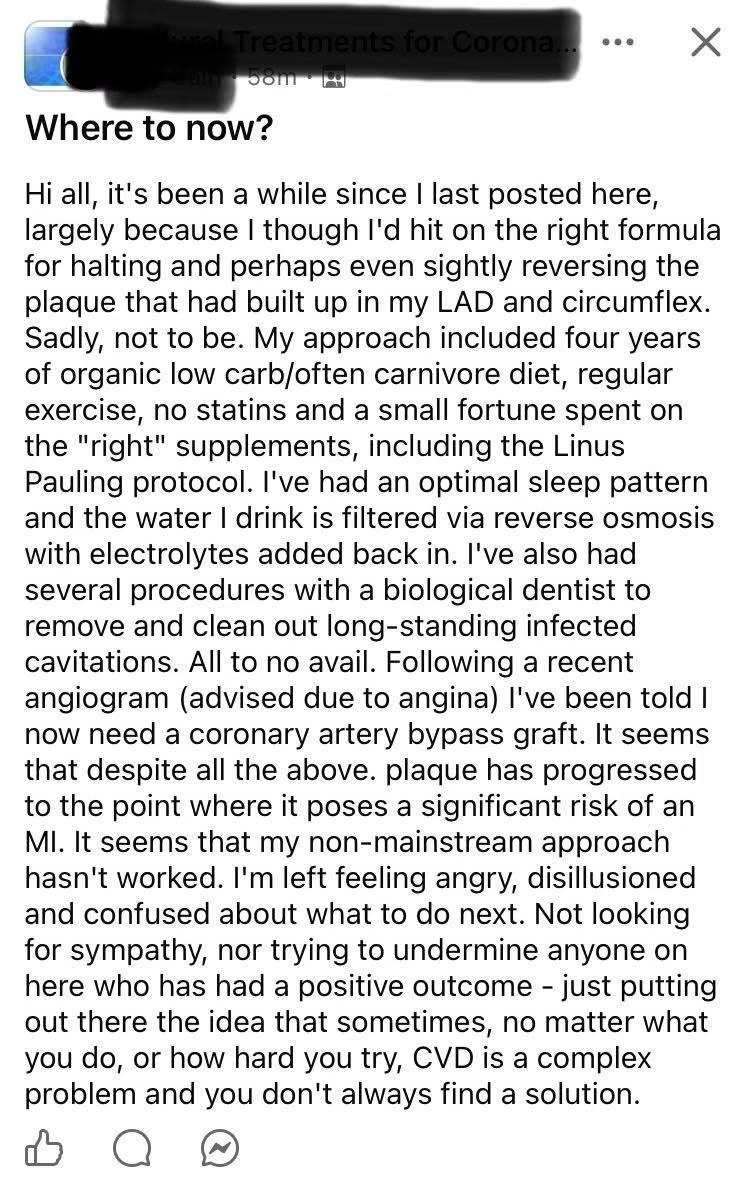 Treatments for Corona...
58m
Where to now?
Hi all, it's been a while since I last posted here,
largely because I though I'd hit on the right formula
for halting and perhaps even sightly reversing the
plaque that had built up in my LAD and circumflex.
Sadly, not to be. My approach included four years
of organic low carb/often carnivore diet, regular
exercise, no statins and a small fortune spent on
the "right" supplements, including the Linus
Pauling protocol. I've had an optimal sleep pattern
and the water I drink is filtered via reverse osmosis
with electrolytes added back in. I've also had
several procedures with a biological dentist to
remove and clean out long-standing infected
cavitations. All to no avail. Following a recent
angiogram (advised due to angina) I've been told I
now need a coronary artery bypass graft. It seems
that despite all the above. plaque has progressed
to the point where it poses a significant risk of an
MI. It seems that my non-mainstream approach
hasn't worked. I'm left feeling angry, disillusioned
and confused about what to do next. Not looking
for sympathy, nor trying to undermine anyone on
here who has had a positive outcome - just putting
out there the idea that sometimes, no matter what
you do, or how hard you try, CVD is a complex
problem and you don't always find a solution.